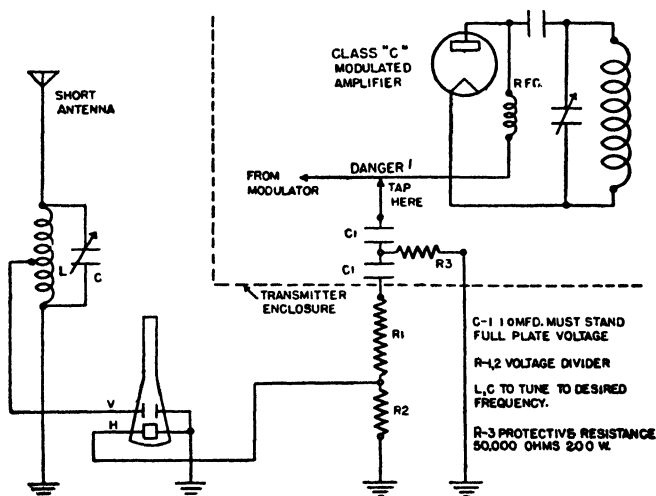 CLASS "C"
MODULATED
AMPLIFIER
R.F.C.
SHORT
ANTENNA
DANGER!
FROM
MODULATOR
TAP
HERE
C1
R3
C1
L
C
TRANSMITTER
ENCLOSURE
R1
R2
V
H
C-1 1.0MFD. MUST STAND
FULL PLATE VOLTAGE
R-1,2 VOLTAGE DIVIDER
L,C TO TUNE TO DESIRED
FREQUENCY.
R-3 PROTECTIVE RESISTANCE
50,000 OHMS 200 W.